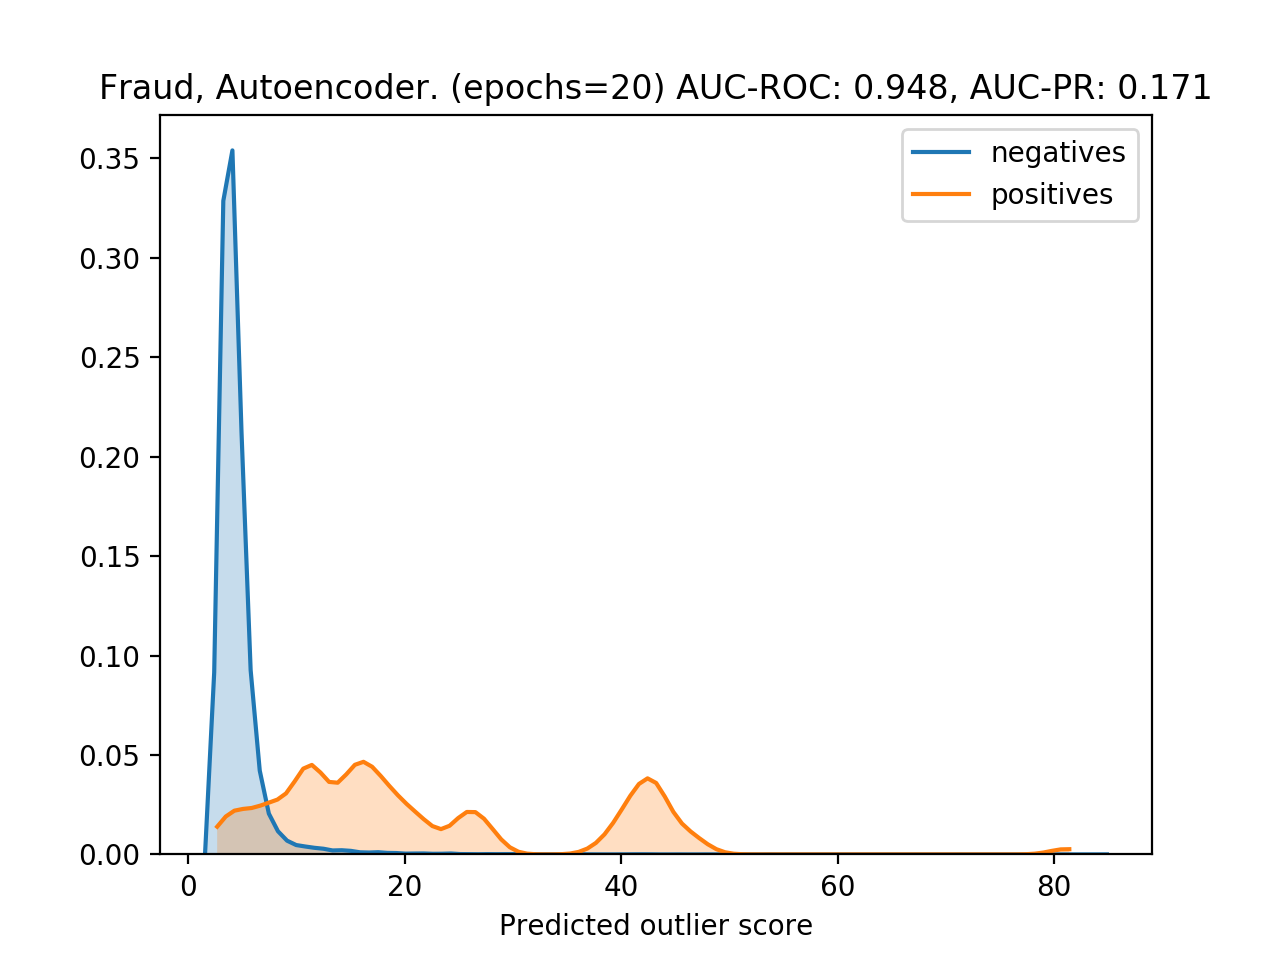 Fraud, Autoencoder. (epochs=20) AUC-ROC: 0.948, AUC-PR: 0.171
negatives
positives
0.35
0.30
0.25
0.20
0.15
0.10
0.05
0.00
0 20 40 60 80
Predicted outlier score